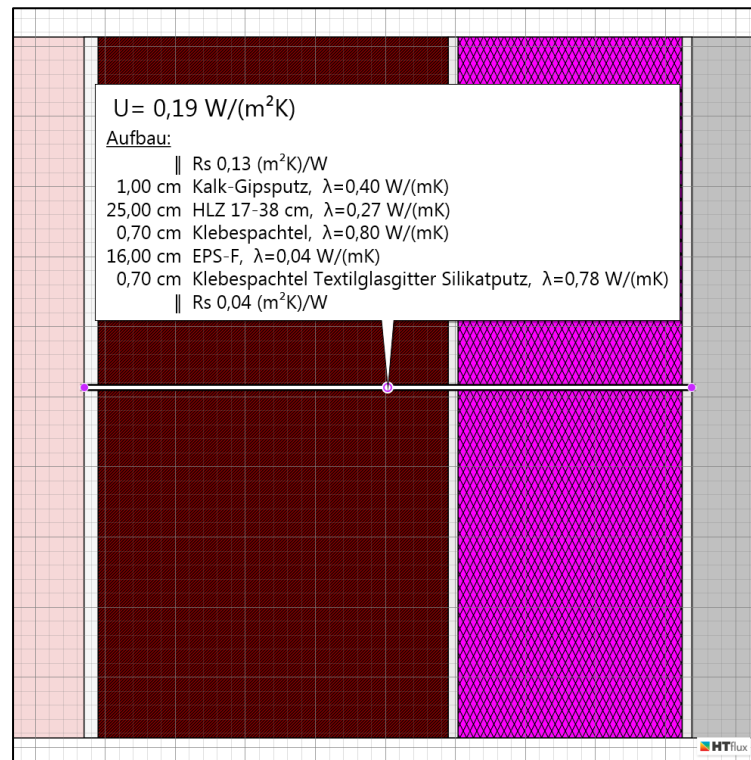 U= 0,19 W/(m²K)
Aufbau:
‖ Rs 0,13 (m²K)/W
1,00 cm Kalk-Gipsputz, λ=0,40 W/(mK)
25,00 cm HLZ 17-38 cm, λ=0,27 W/(mK)
0,70 cm Klebespachtel, λ=0,80 W/(mK)
16,00 cm EPS-F, λ=0,04 W/(mK)
0,70 cm Klebespachtel Textilglasgitter Silikatputz, λ=0,78 W/(mK)
‖ Rs 0,04 (m²K)/W
U
HTflux